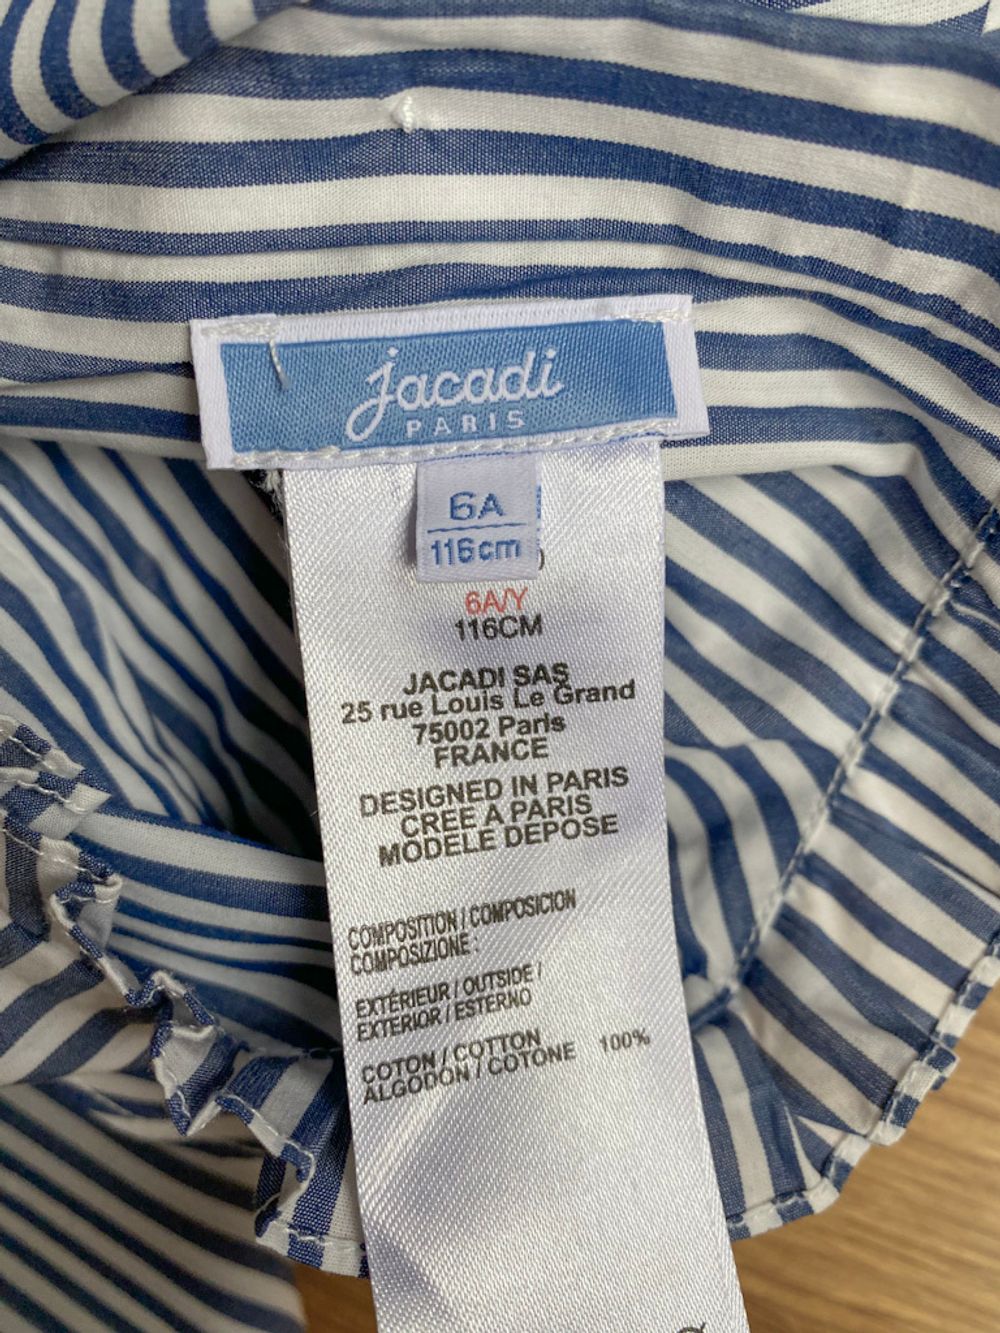 jacadi
PARIS
6A
116cm
6A/Y
116CM
JACADI SAS
25 rue Louis Le Grand
75002 Paris
FRANCE
DESIGNED IN PARIS
CREE A PARIS
MODELE DEPOSE
COMPOSITION / COMPOSICION
COMPOSIZIONE :
EXTÉRIEUR / OUTSIDE /
EXTERIOR / ESTERNO
COTON / COTTON
ALGODON / COTONE 100%